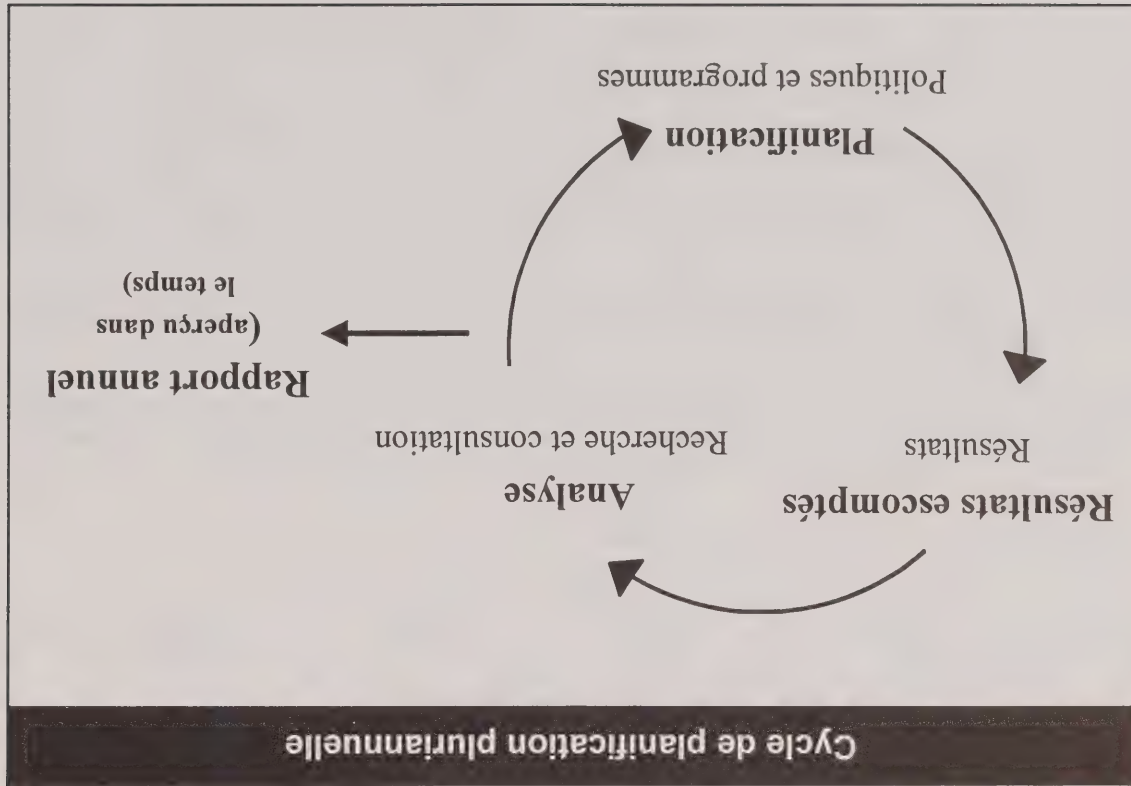 Cycle de planification pluriannuelle
Résultats escomptés
Résultats
Analyse
Recherche et consultation
Rapport annuel
(aperçu dans
le temps)
Planification
Politiques et programmes